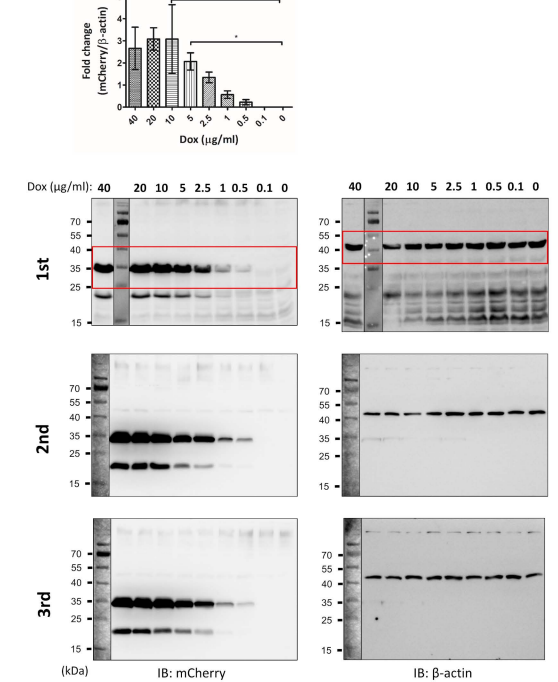 4
3
2
1
0
Fold change
(mCherry/β-actin)
*
40 20 10 5 2.5 1 0.5 0.1 0
Dox (µg/ml)
Dox (µg/ml): 40 20 10 5 2.5 1 0.5 0.1 0 40 20 10 5 2.5 1 0.5 0.1 0
1st
70 70
55 55
40 40
35 35
25 25
15 15
2nd
70 70
55 55
40 40
35 35
25 25
15 15
3rd
70 70
55 55
40 40
35 35
25 25
15 15
(kDa) IB: mCherry IB: β-actin